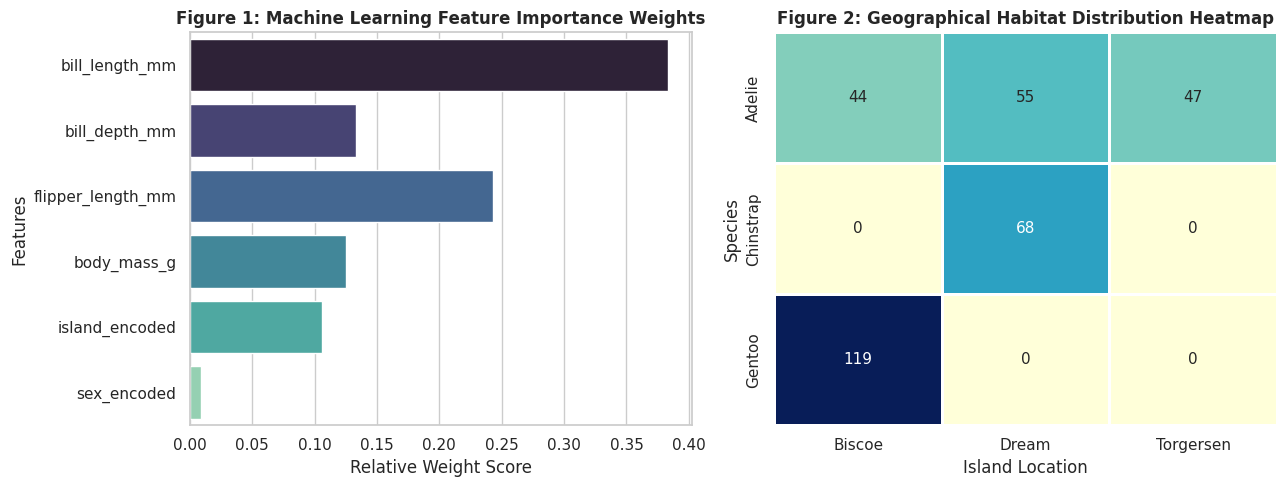 Figure 1: Machine Learning Feature Importance Weights
Features
bill_length_mm
bill_depth_mm
flipper_length_mm
body_mass_g
island_encoded
sex_encoded
0.00 0.05 0.10 0.15 0.20 0.25 0.30 0.35 0.40
Relative Weight Score
Figure 2: Geographical Habitat Distribution Heatmap
Species
Adelie 44 55 47
Chinstrap 0 68 0
Gentoo 119 0 0
Biscoe Dream Torgersen
Island Location